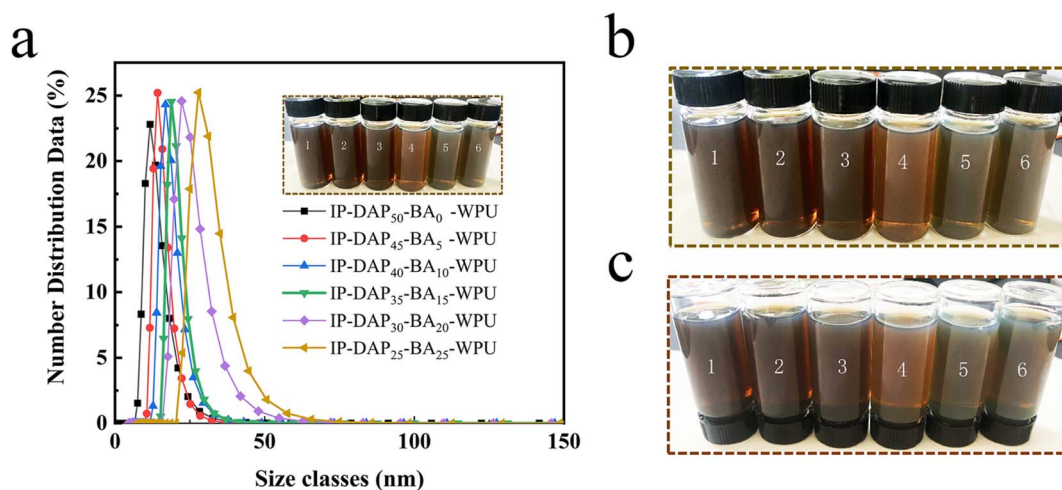 a
Number Distribution Data (%)
25
20
15
10
5
0
0 50 100 150
Size classes (nm)
1 2 3 4 5 6
IP-DAP₅₀-BA₀ -WPU
IP-DAP₄₅-BA₅ -WPU
IP-DAP₄₀-BA₁₀-WPU
IP-DAP₃₅-BA₁₅-WPU
IP-DAP₃₀-BA₂₀-WPU
IP-DAP₂₅-BA₂₅-WPU
b
1 2 3 4 5 6
c
1 2 3 4 5 6